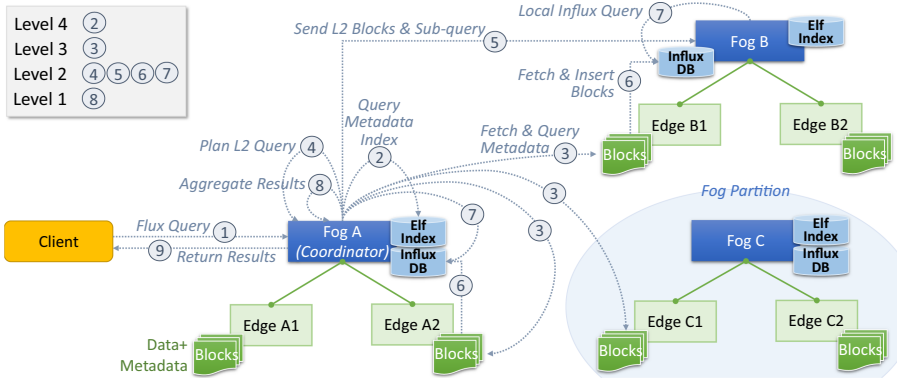 Level 4 2
Level 3 3
Level 2 4 5 6 7
Level 1 8
Local Influx Query 7
Send L2 Blocks & Sub-query
5
Fog B
Elf
Index
Influx
DB
Fetch & Insert
Blocks
6
Edge B1
Edge B2
Blocks
Blocks
Query
Metadata
Index
2
Plan L2 Query 4
Aggregate Results 8
Fetch & Query
Metadata 3
3
7
3
Fog Partition
Client
Flux Query 1
9 Return Results
Fog A
(Coordinator)
Elf
Index
Influx
DB
6
Fog C
Elf
Index
Influx
DB
Edge A1
Edge A2
Edge C1
Edge C2
Data+
Metadata
Blocks
Blocks
Blocks
Blocks